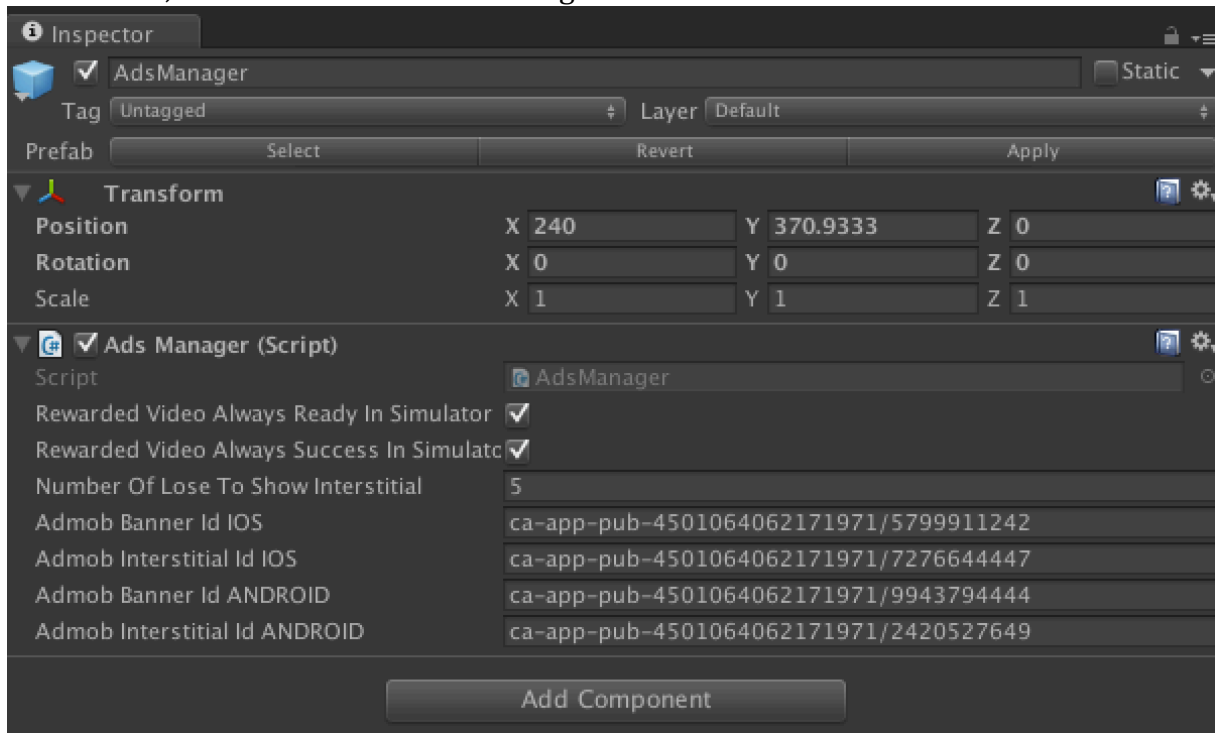 Inspector
AdsManager Static
Tag Untagged Layer Default
Prefab Select Revert Apply
Transform
Position X 240 Y 370.9333 Z 0
Rotation X 0 Y 0 Z 0
Scale X 1 Y 1 Z 1
Ads Manager (Script)
Script AdsManager
Rewarded Video Always Ready In Simulator
Rewarded Video Always Success In Simulatc
Number Of Lose To Show Interstitial 5
Admob Banner Id IOS ca-app-pub-4501064062171971/5799911242
Admob Interstitial Id IOS ca-app-pub-4501064062171971/7276644447
Admob Banner Id ANDROID ca-app-pub-4501064062171971/9943794444
Admob Interstitial Id ANDROID ca-app-pub-4501064062171971/2420527649
Add Component